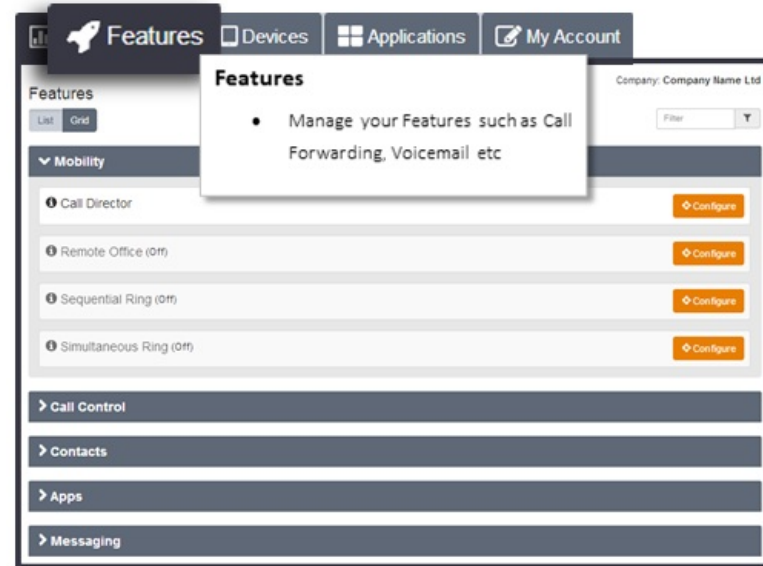 Features Devices Applications My Account
Features
• Manage your Features such as Call
Forwarding, Voicemail etc
Company: Company Name Ltd
Features
List Grid
Filter
Mobility
Call Director Configure
Remote Office (Off) Configure
Sequential Ring (Off) Configure
Simultaneous Ring (Off) Configure
Call Control
Contacts
Apps
Messaging